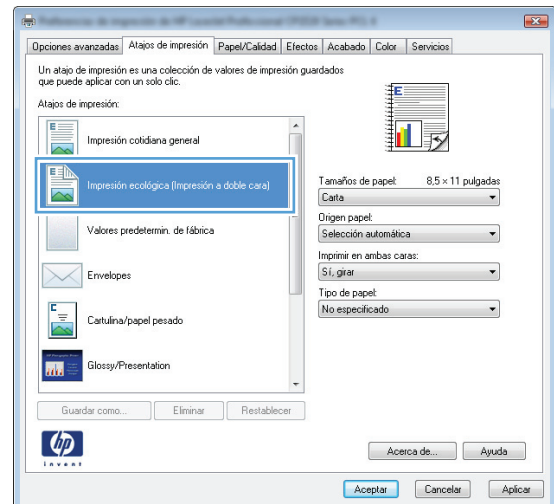 Opciones avanzadas Atajos de impresión Papel/Calidad Efectos Acabado Color Servicios
Un atajo de impresión es una colección de valores de impresión guardados
que puede aplicar con un solo clic.
Atajos de impresión:
Impresión cotidiana general
Impresión ecológica (Impresión a doble cara)
Valores predetermin. de fábrica
Envelopes
Cartulina/papel pesado
Glossy/Presentation
Guardar como... Eliminar Restablecer
E
Tamaños de papel: 8,5 × 11 pulgadas
Carta
Origen papel:
Selección automática
Imprimir en ambas caras:
Sí, girar
Tipo de papel:
No especificado
hp
invent
Acerca de... Ayuda
Aceptar Cancelar Aplicar